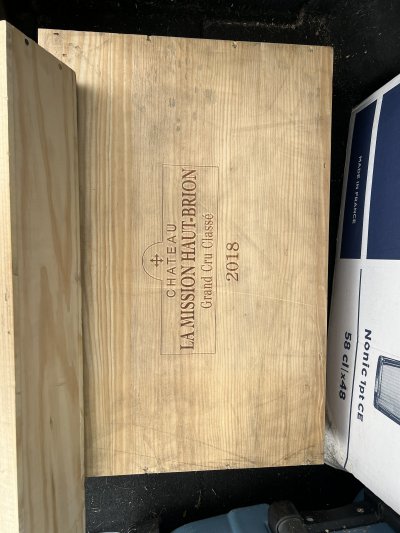 CHATEAU
LA MISSION HAUT-BRION
Grand Cru Classé
2018
MADE IN FRANCE
Nonic 1pt CE
58 cl/x48